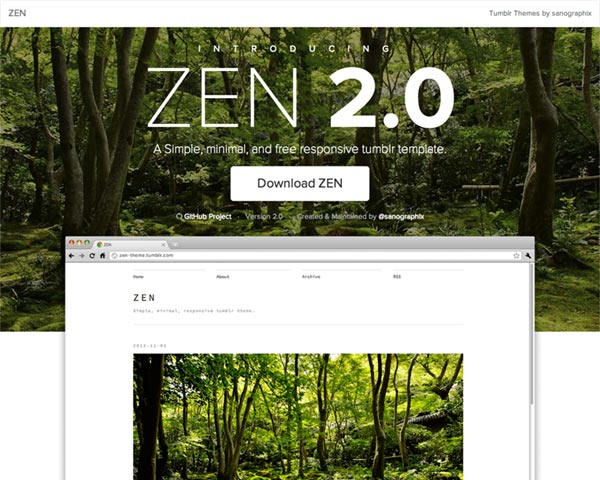 ZEN
Tumblr Themes by sanographix
INTRODUCING
ZEN 2.0
A Simple, minimal, and free responsive tumblr template.
Download ZEN
GitHub Project · Version 2.0 · Created & Maintained by @sanographix
ZEN
zen-theme.tumblr.com
Home About Archive RSS
ZEN
Simple, minimal, responsive tumblr theme.
2012-11-03